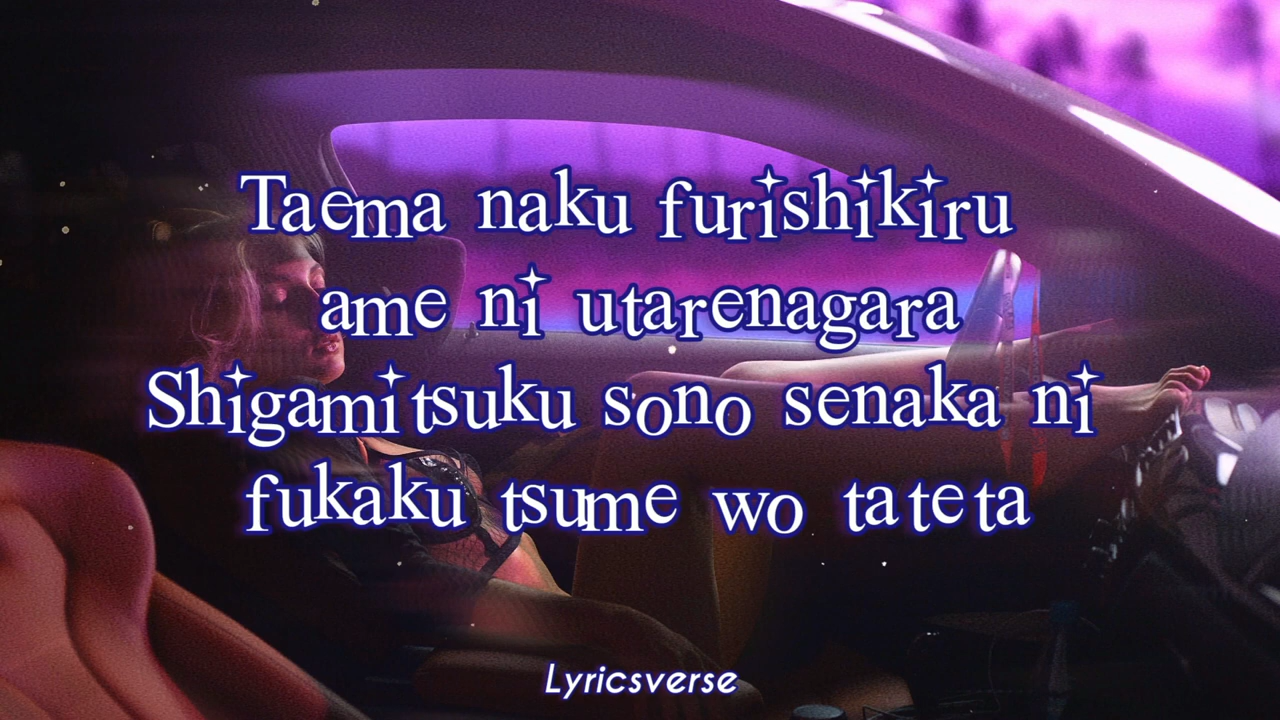 Taema naku furishikiru
ame ni utarenagara
Shigamitsuku sono senaka ni
fukaku tsume wo tateta
Lyricsverse